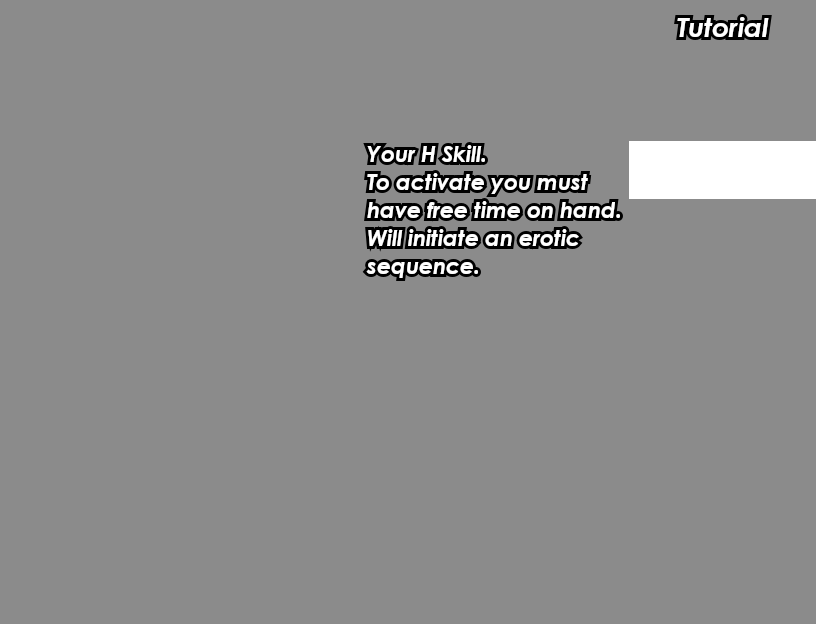 Tutorial
Your H Skill.
To activate you must
have free time on hand.
Will initiate an erotic
sequence.